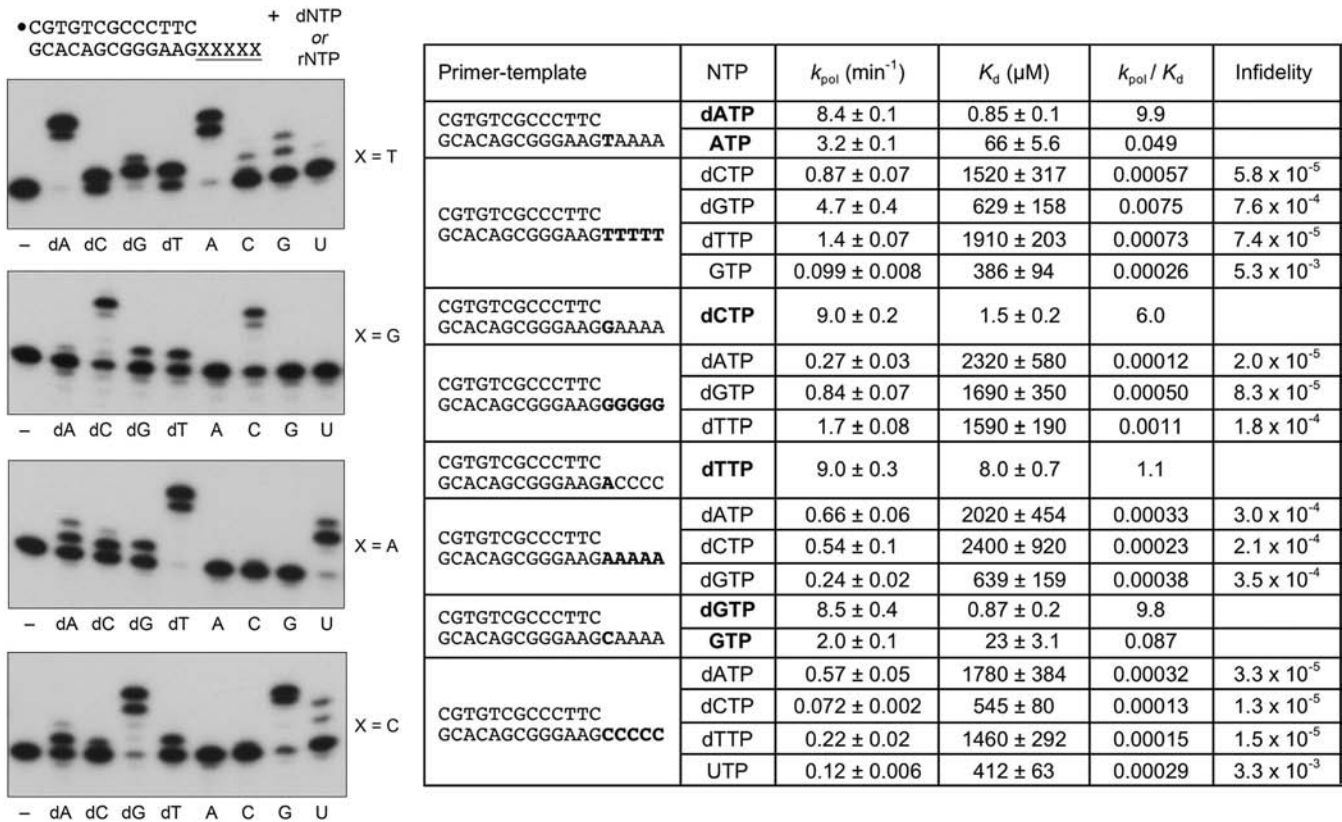 •CGTGTCGCCCTTC + dNTP
GCACAGCGGGAAGXXXXX or
rNTP
X = T
– dA dC dG dT A C G U
X = G
– dA dC dG dT A C G U
X = A
– dA dC dG dT A C G U
X = C
– dA dC dG dT A C G U
Primer-template NTP kpol (min⁻¹) Kd (µM) kpol / Kd Infidelity
CGTGTCGCCCTTC
GCACAGCGGGAAGTAAAA
dATP 8.4 ± 0.1 0.85 ± 0.1 9.9
ATP 3.2 ± 0.1 66 ± 5.6 0.049
CGTGTCGCCCTTC
GCACAGCGGGAAGTTTTT
dCTP 0.87 ± 0.07 1520 ± 317 0.00057 5.8 x 10⁻⁵
dGTP 4.7 ± 0.4 629 ± 158 0.0075 7.6 x 10⁻⁴
dTTP 1.4 ± 0.07 1910 ± 203 0.00073 7.4 x 10⁻⁵
GTP 0.099 ± 0.008 386 ± 94 0.00026 5.3 x 10⁻³
CGTGTCGCCCTTC
GCACAGCGGGAAGGAAAA
dCTP 9.0 ± 0.2 1.5 ± 0.2 6.0
CGTGTCGCCCTTC
GCACAGCGGGAAGGGGGG
dATP 0.27 ± 0.03 2320 ± 580 0.00012 2.0 x 10⁻⁵
dGTP 0.84 ± 0.07 1690 ± 350 0.00050 8.3 x 10⁻⁵
dTTP 1.7 ± 0.08 1590 ± 190 0.0011 1.8 x 10⁻⁴
CGTGTCGCCCTTC
GCACAGCGGGAAGACCCC
dTTP 9.0 ± 0.3 8.0 ± 0.7 1.1
CGTGTCGCCCTTC
GCACAGCGGGAAGAAAAA
dATP 0.66 ± 0.06 2020 ± 454 0.00033 3.0 x 10⁻⁴
dCTP 0.54 ± 0.1 2400 ± 920 0.00023 2.1 x 10⁻⁴
dGTP 0.24 ± 0.02 639 ± 159 0.00038 3.5 x 10⁻⁴
CGTGTCGCCCTTC
GCACAGCGGGAAGCAAAA
dGTP 8.5 ± 0.4 0.87 ± 0.2 9.8
GTP 2.0 ± 0.1 23 ± 3.1 0.087
CGTGTCGCCCTTC
GCACAGCGGGAAGCCCCC
dATP 0.57 ± 0.05 1780 ± 384 0.00032 3.3 x 10⁻⁵
dCTP 0.072 ± 0.002 545 ± 80 0.00013 1.3 x 10⁻⁵
dTTP 0.22 ± 0.02 1460 ± 292 0.00015 1.5 x 10⁻⁵
UTP 0.12 ± 0.006 412 ± 63 0.00029 3.3 x 10⁻³